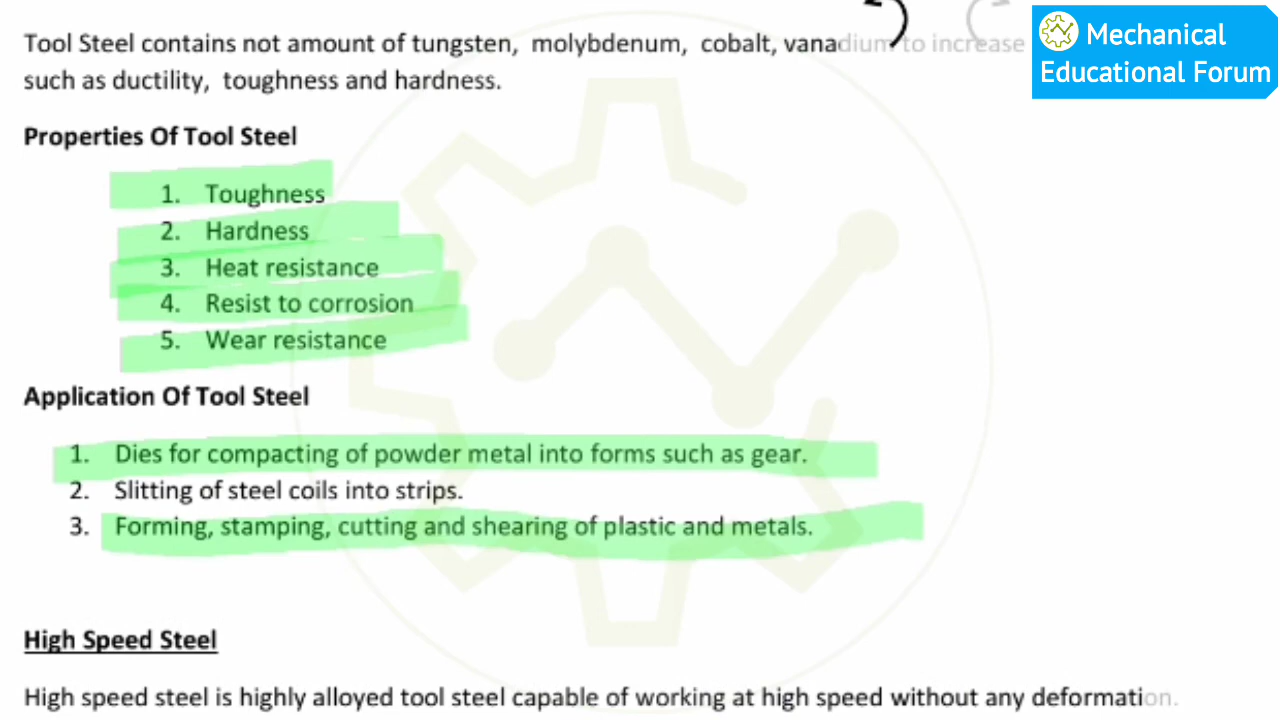 Tool Steel contains not amount of tungsten, molybdenum, cobalt, vanadium to increase
such as ductility, toughness and hardness.
Properties Of Tool Steel
1. Toughness
2. Hardness
3. Heat resistance
4. Resist to corrosion
5. Wear resistance
Application Of Tool Steel
1. Dies for compacting of powder metal into forms such as gear.
2. Slitting of steel coils into strips.
3. Forming, stamping, cutting and shearing of plastic and metals.
High Speed Steel
High speed steel is highly alloyed tool steel capable of working at high speed without any deformation.
Mechanical
Educational Forum